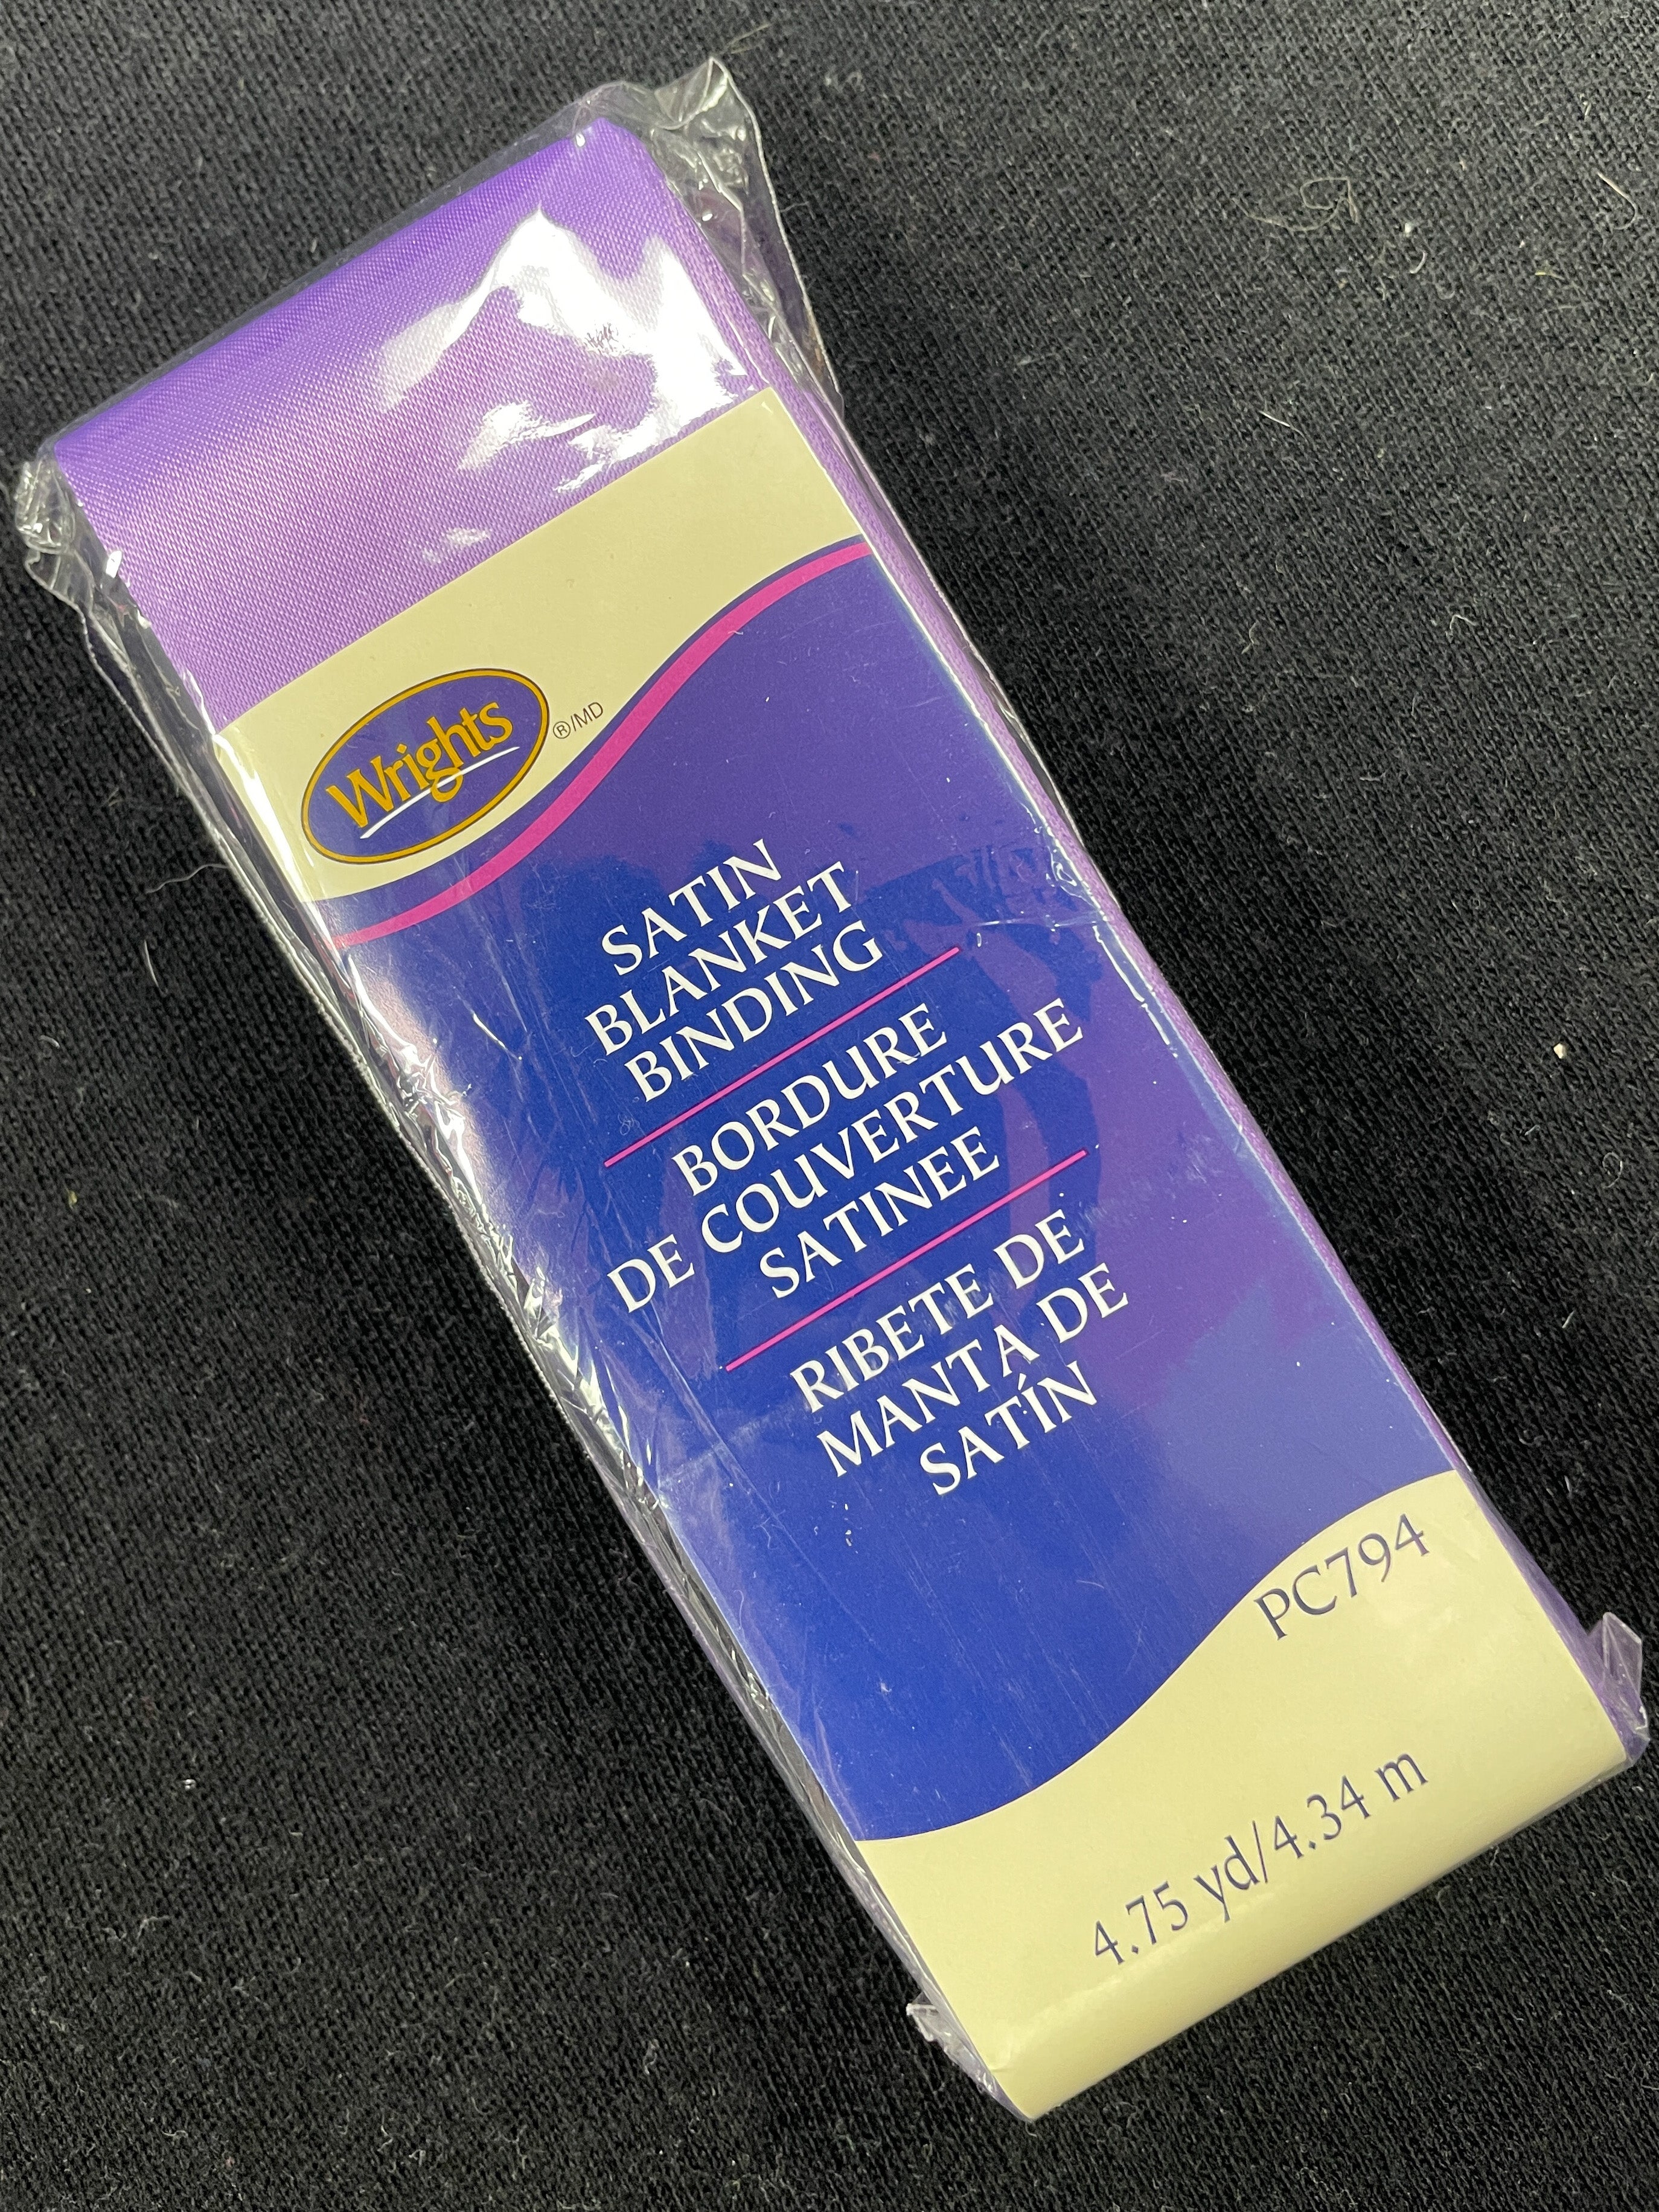 Wrights
®/MD
SATIN
BLANKET
BINDING
BORDURE
DE COUVERTURE
SATINEE
RIBETE DE
MANTA DE
SATÍN
PC794
4.75 yd/4.34 m